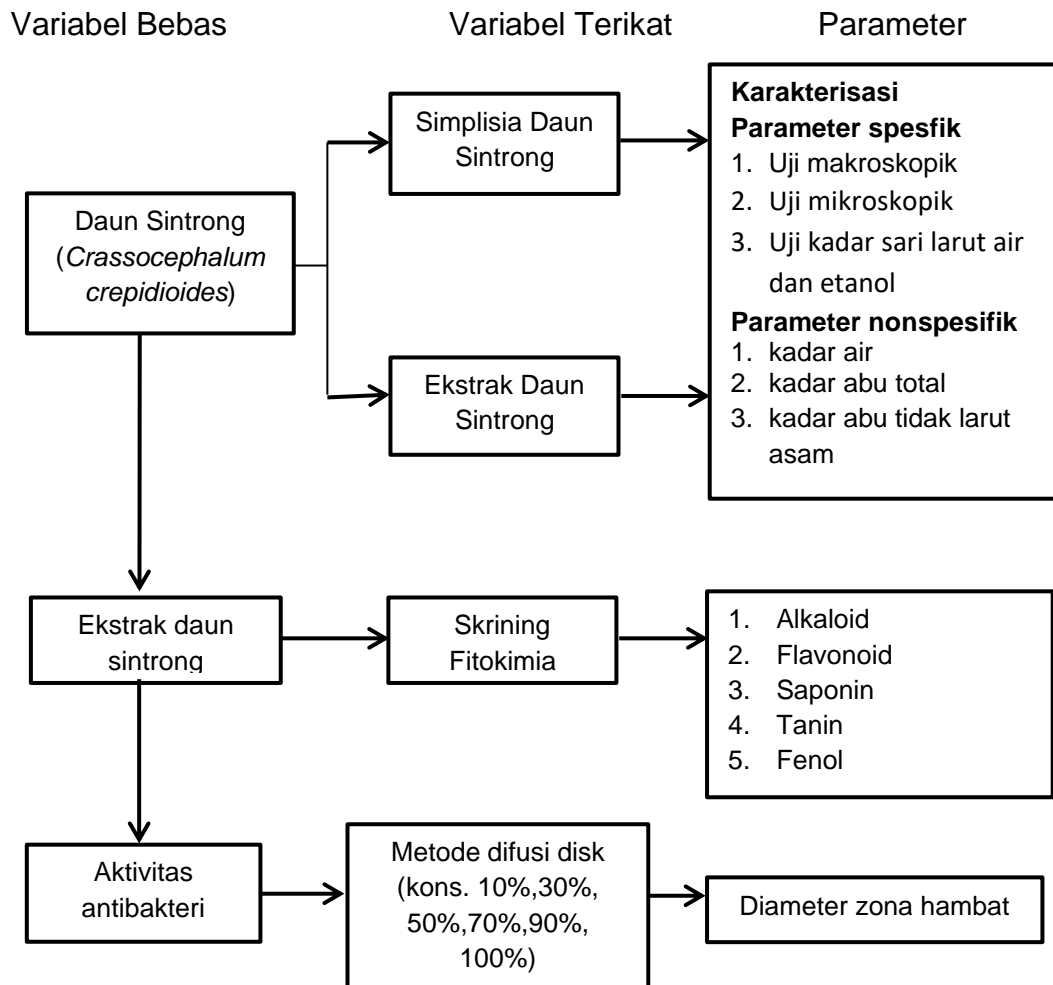 Variabel Bebas
Variabel Terikat
Parameter
Daun Sintrong
(Crassocephalum
crepidioides)
Simplisia Daun
Sintrong
Ekstrak Daun
Sintrong
Karakterisasi
Parameter spesfik
1. Uji makroskopik
2. Uji mikroskopik
3. Uji kadar sari larut air
dan etanol
Parameter nonspesifik
1. kadar air
2. kadar abu total
3. kadar abu tidak larut
asam
Ekstrak daun
sintrong
Skrining
Fitokimia
1. Alkaloid
2. Flavonoid
3. Saponin
4. Tanin
5. Fenol
Aktivitas
antibakteri
Metode difusi disk
(kons. 10%,30%,
50%,70%,90%,
100%)
Diameter zona hambat